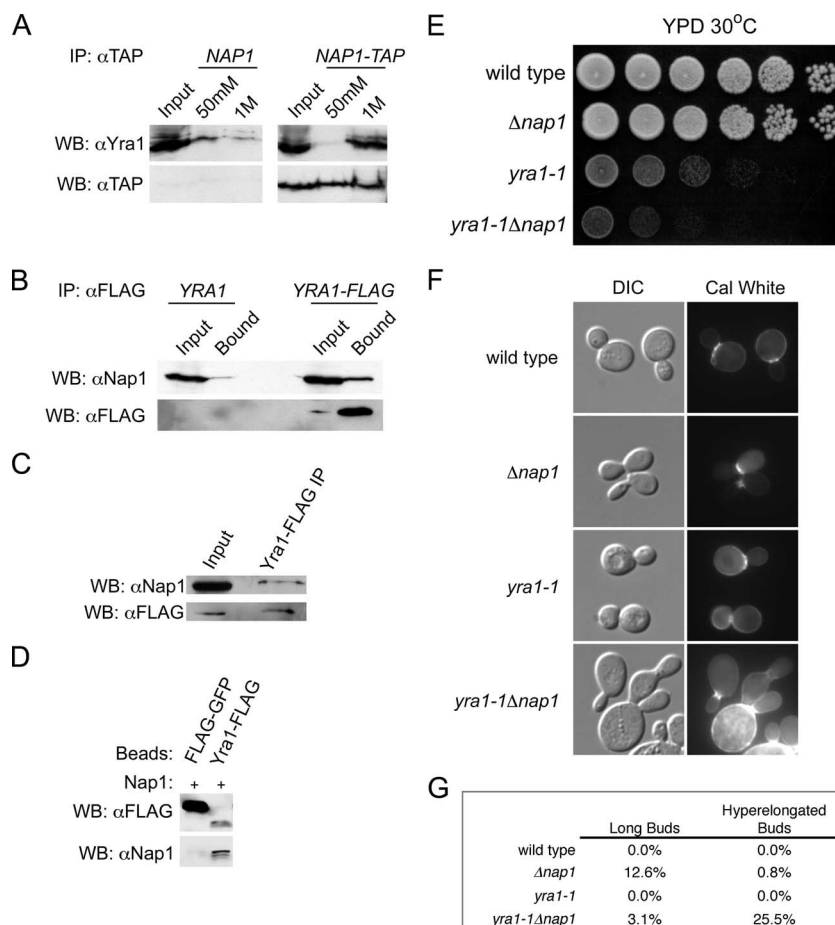 A
IP: αTAP
NAP1
NAP1-TAP
Input
50mM
1M
Input
50mM
1M
WB: αYra1
WB: αTAP
B
IP: αFLAG
YRA1
YRA1-FLAG
Input
Bound
Input
Bound
WB: αNap1
WB: αFLAG
C
Input
Yra1-FLAG IP
WB: αNap1
WB: αFLAG
D
FLAG-GFP
Yra1-FLAG
Beads:
Nap1: + +
WB: αFLAG
WB: αNap1
E
YPD 30°C
wild type
Δnap1
yra1-1
yra1-1Δnap1
F
DIC Cal White
wild type
Δnap1
yra1-1
yra1-1Δnap1
G
Hyperelongated
Long Buds Buds
wild type 0.0% 0.0%
Δnap1 12.6% 0.8%
yra1-1 0.0% 0.0%
yra1-1Δnap1 3.1% 25.5%